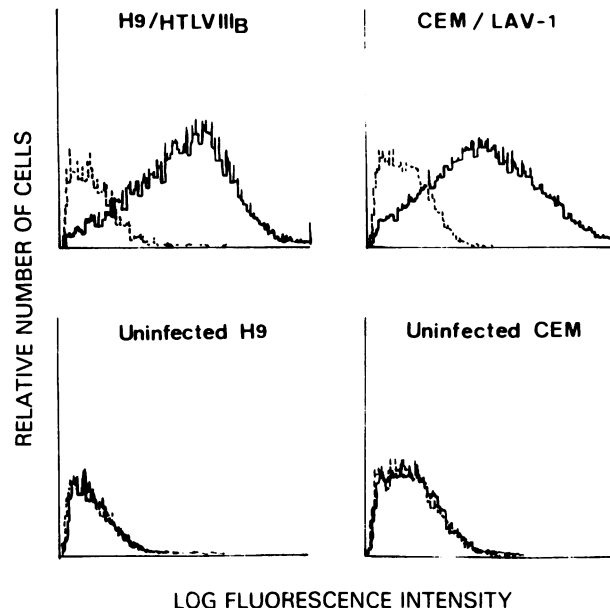 H9/HTLVIIIB
CEM / LAV-1
RELATIVE NUMBER OF CELLS
Uninfected H9
Uninfected CEM
LOG FLUORESCENCE INTENSITY